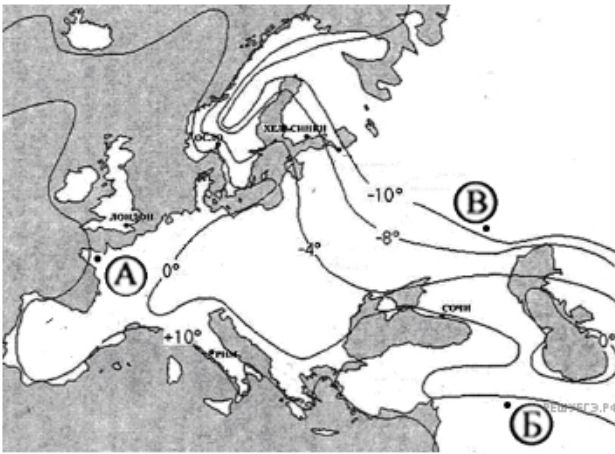 ОСЛО
ХЕЛЬСИНКИ
ЛОНДОН
-10°
В
-8°
-4°
А
0°
СОЧИ
+10°
РИМ
0°
РЕШУЕГЭ.РФ
Б